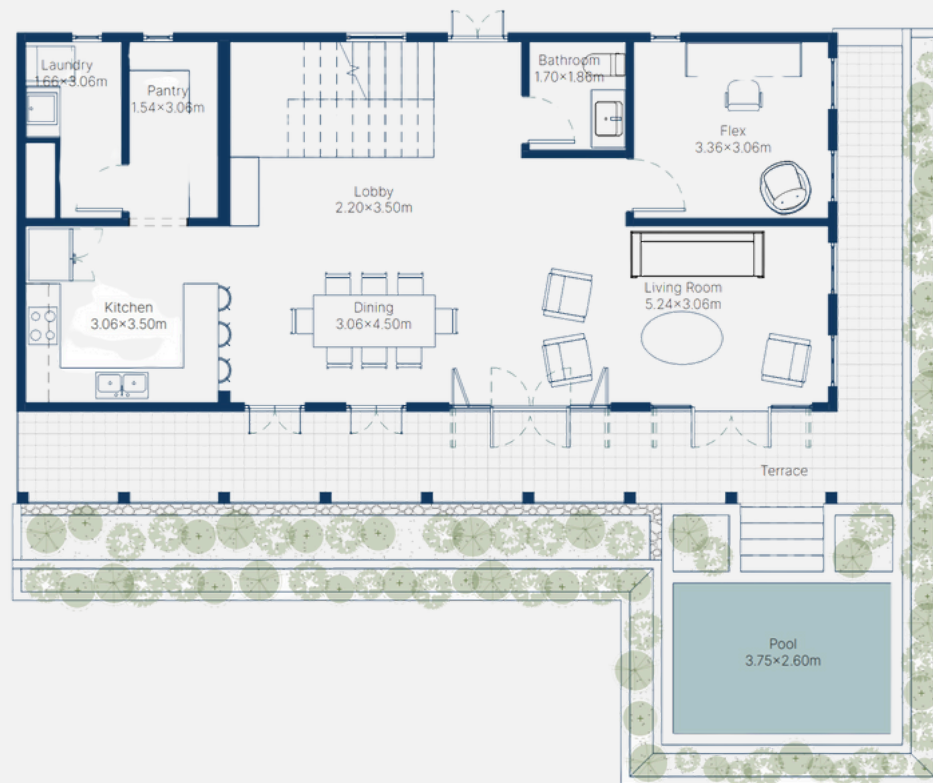 Laundry
1.66×3.06m
Pantry
1.54×3.06m
Bathroom
1.70×1.86m
Flex
3.36×3.06m
Lobby
2.20×3.50m
Kitchen
3.06×3.50m
Dining
3.06×4.50m
Living Room
5.24×3.06m
Terrace
Pool
3.75×2.60m